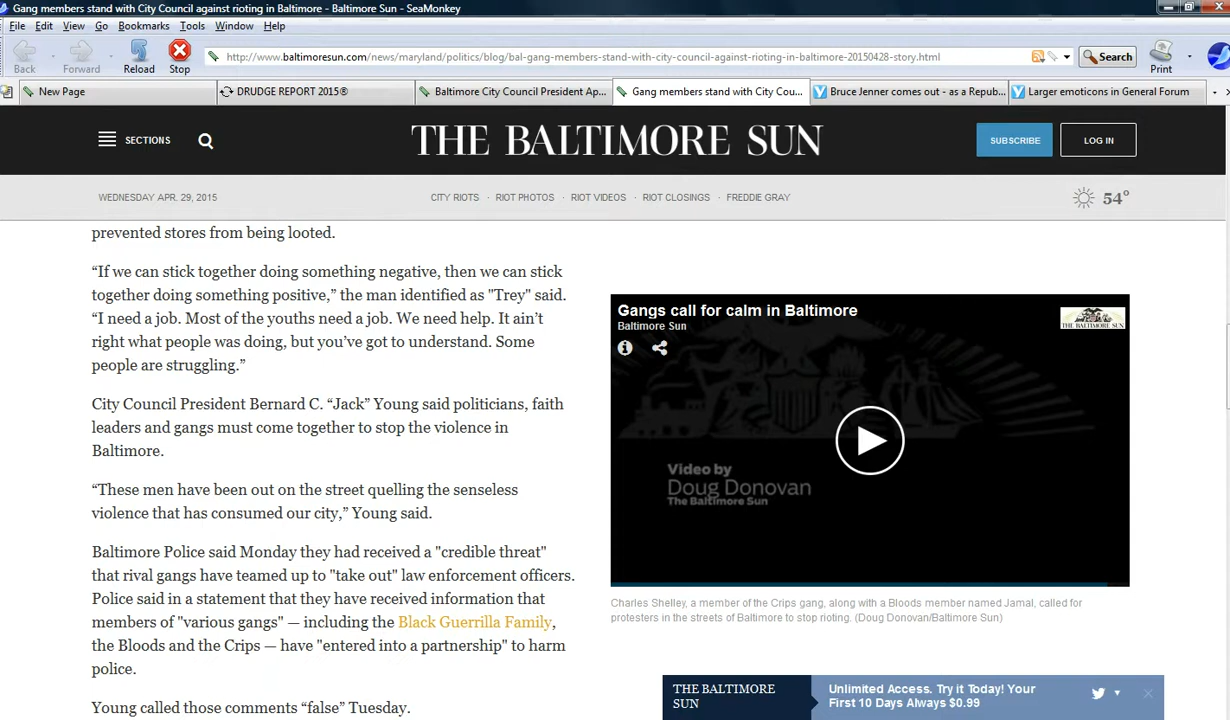 Gang members stand with City Council against rioting in Baltimore - Baltimore Sun - SeaMonkey
File Edit View Bookmarks Tools Window Help
Back Forward Reload Stop
http://www.baltimoresun.com/news/maryland/politics/blog/bal-gang-members-stand-with-city-council-against-rioting-in-baltimore-20150428-story.html
Search
Print
New Page
DRUDGE REPORT 2015®
Baltimore City Council President Ap...
Gang members stand with City Cou...
Bruce Jenner comes out - as a Repub...
Larger emoticons in General Forum
SECTIONS
THE BALTIMORE SUN
SUBSCRIBE
LOG IN
WEDNESDAY APR. 29, 2015
CITY RIOTS · RIOT PHOTOS · RIOT VIDEOS · RIOT CLOSINGS · FREDDIE GRAY
54°
prevented stores from being looted.
“If we can stick together doing something negative, then we can stick
together doing something positive,” the man identified as "Trey" said.
“I need a job. Most of the youths need a job. We need help. It ain’t
right what people was doing, but you’ve got to understand. Some
people are struggling.”
City Council President Bernard C. “Jack” Young said politicians, faith
leaders and gangs must come together to stop the violence in
Baltimore.
“These men have been out on the street quelling the senseless
violence that has consumed our city,” Young said.
Baltimore Police said Monday they had received a "credible threat"
that rival gangs have teamed up to "take out" law enforcement officers.
Police said in a statement that they have received information that
members of "various gangs" — including the Black Guerrilla Family,
the Bloods and the Crips — have "entered into a partnership" to harm
police.
Young called those comments “false” Tuesday.
Gangs call for calm in Baltimore
Baltimore Sun
THE BALTIMORE SUN
Video by
Doug Donovan
The Baltimore Sun
Charles Shelley, a member of the Crips gang, along with a Bloods member named Jamal, called for
protesters in the streets of Baltimore to stop rioting. (Doug Donovan/Baltimore Sun)
THE BALTIMORE
SUN
Unlimited Access. Try it Today! Your
First 10 Days Always $0.99